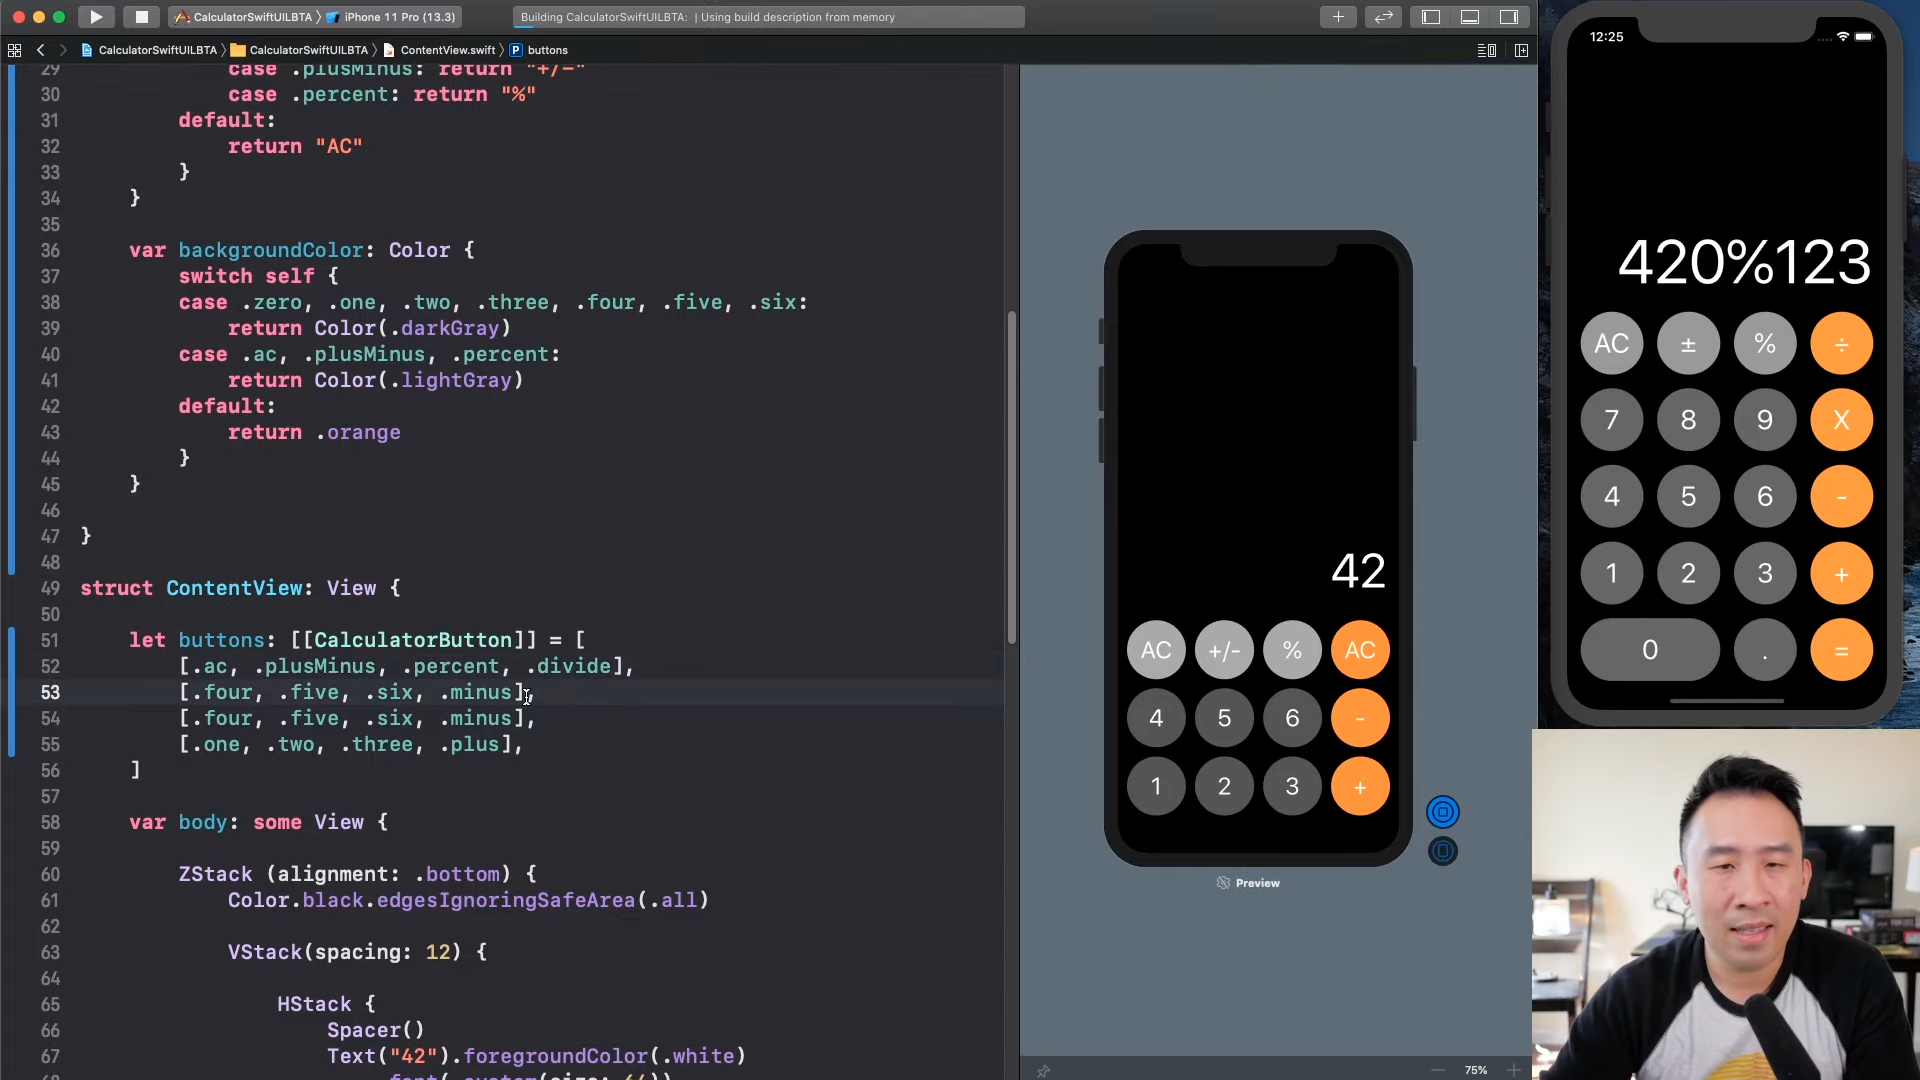 CalculatorSwiftUILBTA
iPhone 11 Pro (13.3)
Building CalculatorSwiftUILBTA: | Using build description from memory
CalculatorSwiftUILBTA
CalculatorSwiftUILBTA
ContentView.swift
P buttons
29 case .plusMinus: return "+/-"
30 case .percent: return "%"
31 default:
32 return "AC"
33 }
34 }
35
36 var backgroundColor: Color {
37 switch self {
38 case .zero, .one, .two, .three, .four, .five, .six:
39 return Color(.darkGray)
40 case .ac, .plusMinus, .percent:
41 return Color(.lightGray)
42 default:
43 return .orange
44 }
45 }
46
47 }
48
49 struct ContentView: View {
50
51 let buttons: [[CalculatorButton]] = [
52 [.ac, .plusMinus, .percent, .divide],
53 [.four, .five, .six, .minus],
54 [.four, .five, .six, .minus],
55 [.one, .two, .three, .plus],
56 ]
57
58 var body: some View {
59
60 ZStack (alignment: .bottom) {
61 Color.black.edgesIgnoringSafeArea(.all)
62
63 VStack(spacing: 12) {
64
65 HStack {
66 Spacer()
67 Text("42").foregroundColor(.white)
42
AC +/- % AC
4 5 6 -
1 2 3 +
Preview
75%
12:25
420%123
AC ± % ÷
7 8 9 X
4 5 6 -
1 2 3 +
0 . =